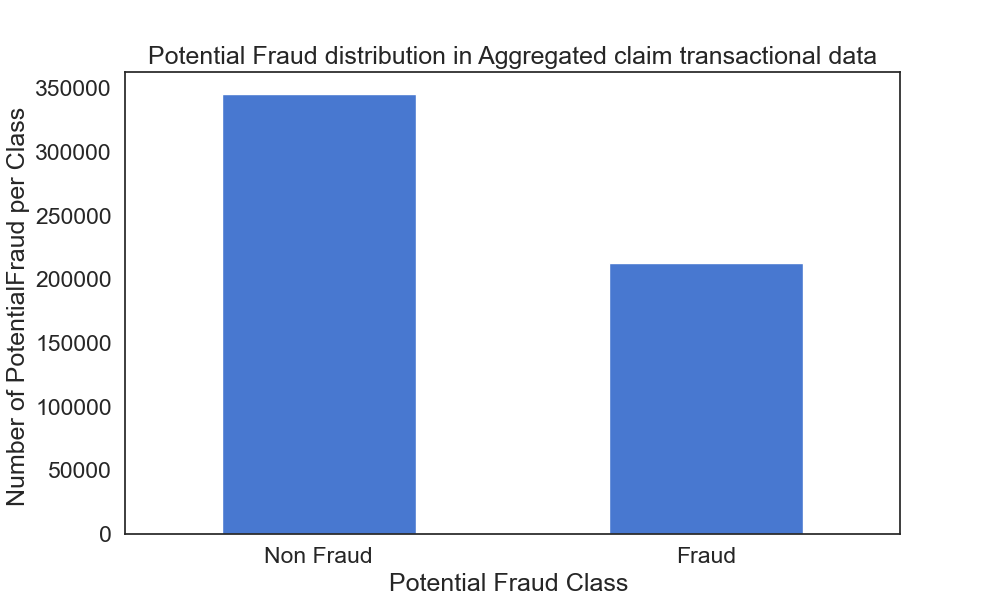 Potential Fraud distribution in Aggregated claim transactional data
Number of PotentialFraud per Class
350000
300000
250000
200000
150000
100000
50000
0
Non Fraud Fraud
Potential Fraud Class